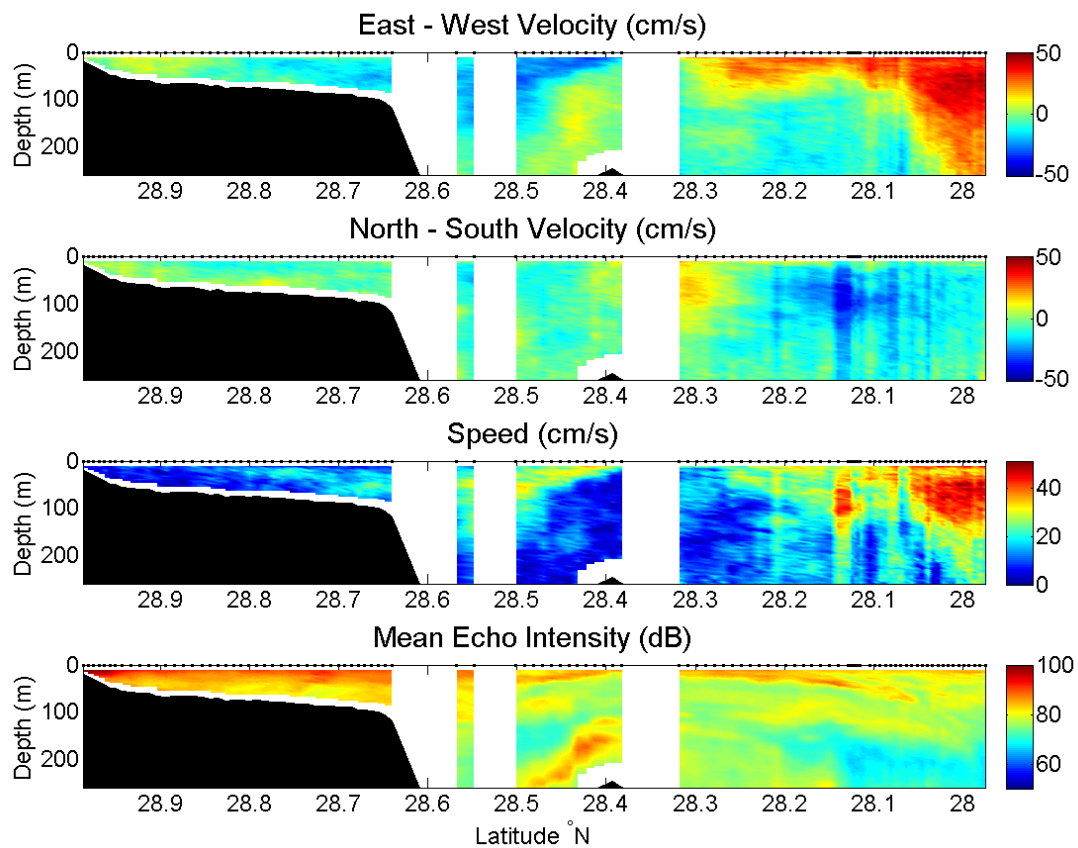 East - West Velocity (cm/s)
Depth (m)
0
100
200
28.9 28.8 28.7 28.6 28.5 28.4 28.3 28.2 28.1 28
50
0
-50
North - South Velocity (cm/s)
Depth (m)
0
100
200
28.9 28.8 28.7 28.6 28.5 28.4 28.3 28.2 28.1 28
50
0
-50
Speed (cm/s)
Depth (m)
0
100
200
28.9 28.8 28.7 28.6 28.5 28.4 28.3 28.2 28.1 28
40
20
0
Mean Echo Intensity (dB)
Depth (m)
0
100
200
28.9 28.8 28.7 28.6 28.5 28.4 28.3 28.2 28.1 28
100
80
60
Latitude °N